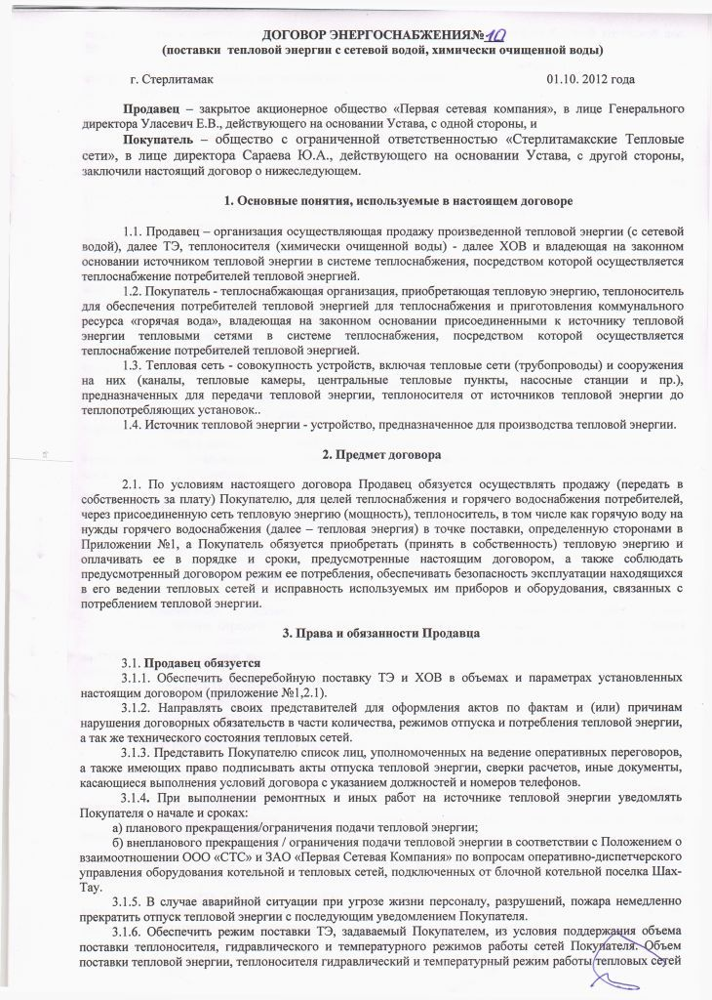 ДОГОВОР ЭНЕРГОСНАБЖЕНИЯ№10
(поставки тепловой энергии с сетевой водой, химически очищенной воды)
г. Стерлитамак 01.10. 2012 года
Продавец – закрытое акционерное общество «Первая сетевая компания», в лице Генерального
директора Уласевич Е.В., действующего на основании Устава, с одной стороны, и
Покупатель – общество с ограниченной ответственностью «Стерлитамакские Тепловые
сети», в лице директора Сараева Ю.А., действующего на основании Устава, с другой стороны,
заключили настоящий договор о нижеследующем.
1. Основные понятия, используемые в настоящем договоре
1.1. Продавец – организация осуществляющая продажу произведенной тепловой энергии (с сетевой
водой), далее ТЭ, теплоносителя (химически очищенной воды) - далее ХОВ и владеющая на законном
основании источником тепловой энергии в системе теплоснабжения, посредством которой осуществляется
теплоснабжение потребителей тепловой энергией.
1.2. Покупатель - теплоснабжающая организация, приобретающая тепловую энергию, теплоноситель
для обеспечения потребителей тепловой энергией для теплоснабжения и приготовления коммунального
ресурса «горячая вода», владеющая на законном основании присоединенными к источнику тепловой
энергии тепловыми сетями в системе теплоснабжения, посредством которой осуществляется
теплоснабжение потребителей тепловой энергией.
1.3. Тепловая сеть - совокупность устройств, включая тепловые сети (трубопроводы) и сооружения
на них (каналы, тепловые камеры, центральные тепловые пункты, насосные станции и пр.),
предназначенных для передачи тепловой энергии, теплоносителя от источников тепловой энергии до
теплопотребляющих установок..
1.4. Источник тепловой энергии - устройство, предназначенное для производства тепловой энергии.
2. Предмет договора
2.1. По условиям настоящего договора Продавец обязуется осуществлять продажу (передать в
собственность за плату) Покупателю, для целей теплоснабжения и горячего водоснабжения потребителей,
через присоединенную сеть тепловую энергию (мощность), теплоноситель, в том числе как горячую воду на
нужды горячего водоснабжения (далее – тепловая энергия) в точке поставки, определенную сторонами в
Приложении №1, а Покупатель обязуется приобретать (принять в собственность) тепловую энергию и
оплачивать ее в порядке и сроки, предусмотренные настоящим договором, а также соблюдать
предусмотренный договором режим ее потребления, обеспечивать безопасность эксплуатации находящихся
в его ведении тепловых сетей и исправность используемых им приборов и оборудования, связанных с
потреблением тепловой энергии.
3. Права и обязанности Продавца
3.1. Продавец обязуется
3.1.1. Обеспечить бесперебойную поставку ТЭ и ХОВ в объемах и параметрах установленных
настоящим договором (приложение №1,2.1).
3.1.2. Направлять своих представителей для оформления актов по фактам и (или) причинам
нарушения договорных обязательств в части количества, режимов отпуска и потребления тепловой энергии,
а так же технического состояния тепловых сетей.
3.1.3. Представить Покупателю список лиц, уполномоченных на ведение оперативных переговоров,
а также имеющих право подписывать акты отпуска тепловой энергии, сверки расчетов, иные документы,
касающиеся выполнения условий договора с указанием должностей и номеров телефонов.
3.1.4. При выполнении ремонтных и иных работ на источнике тепловой энергии уведомлять
Покупателя о начале и сроках:
а) планового прекращения/ограничения подачи тепловой энергии;
б) внепланового прекращения / ограничения подачи тепловой энергии в соответствии с Положением о
взаимоотношении ООО «СТС» и ЗАО «Первая Сетевая Компания» по вопросам оперативно-диспетчерского
управления оборудования котельной и тепловых сетей, подключенных от блочной котельной поселка Шах-
Тау.
3.1.5. В случае аварийной ситуации при угрозе жизни персоналу, разрушений, пожара немедленно
прекратить отпуск тепловой энергии с последующим уведомлением Покупателя.
3.1.6. Обеспечить режим поставки ТЭ, задаваемый Покупателем, из условия поддержания объема
поставки теплоносителя, гидравлического и температурного режимов работы сетей Покупателя. Объем
поставки тепловой энергии, теплоносителя гидравлический и температурный режим работы тепловых сетей